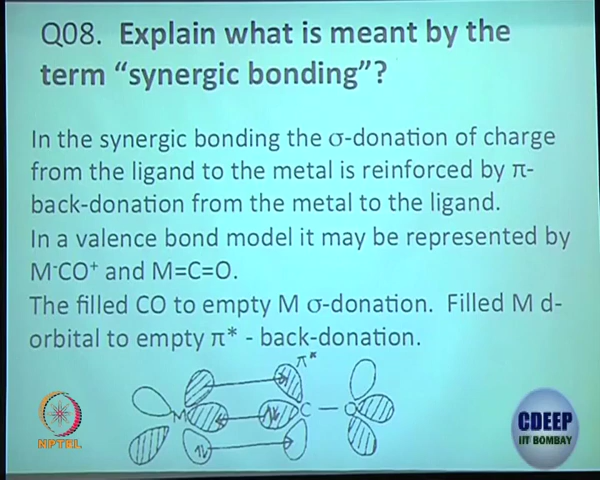 Q08. Explain what is meant by the
term “synergic bonding”?
In the synergic bonding the σ-donation of charge
from the ligand to the metal is reinforced by π-
back-donation from the metal to the ligand.
In a valence bond model it may be represented by
M⁻CO⁺ and M=C=O.
The filled CO to empty M σ-donation. Filled M d-
orbital to empty π* - back-donation.
π*
M C — O
NPTEL
CDEEP
IIT BOMBAY